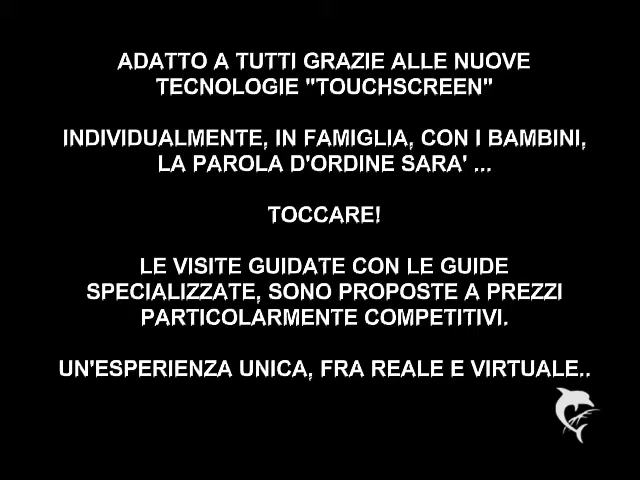 ADATTO A TUTTI GRAZIE ALLE NUOVE
TECNOLOGIE "TOUCHSCREEN"
INDIVIDUALMENTE, IN FAMIGLIA, CON I BAMBINI,
LA PAROLA D'ORDINE SARA' ...
TOCCARE!
LE VISITE GUIDATE CON LE GUIDE
SPECIALIZZATE, SONO PROPOSTE A PREZZI
PARTICOLARMENTE COMPETITIVI.
UN'ESPERIENZA UNICA, FRA REALE E VIRTUALE..